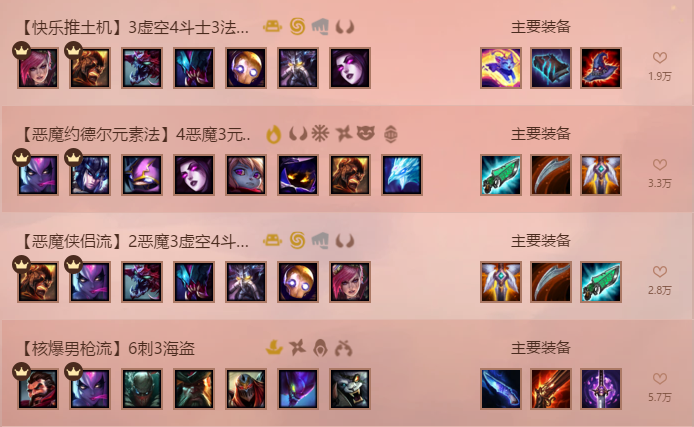 【快乐推土机】3虚空4斗士3法...
主要装备
1.9万
【恶魔约德尔元素法】4恶魔3元..
主要装备
3.3万
【恶魔侠侣流】2恶魔3虚空4斗...
主要装备
2.8万
【核爆男枪流】6刺3海盗
主要装备
5.7万